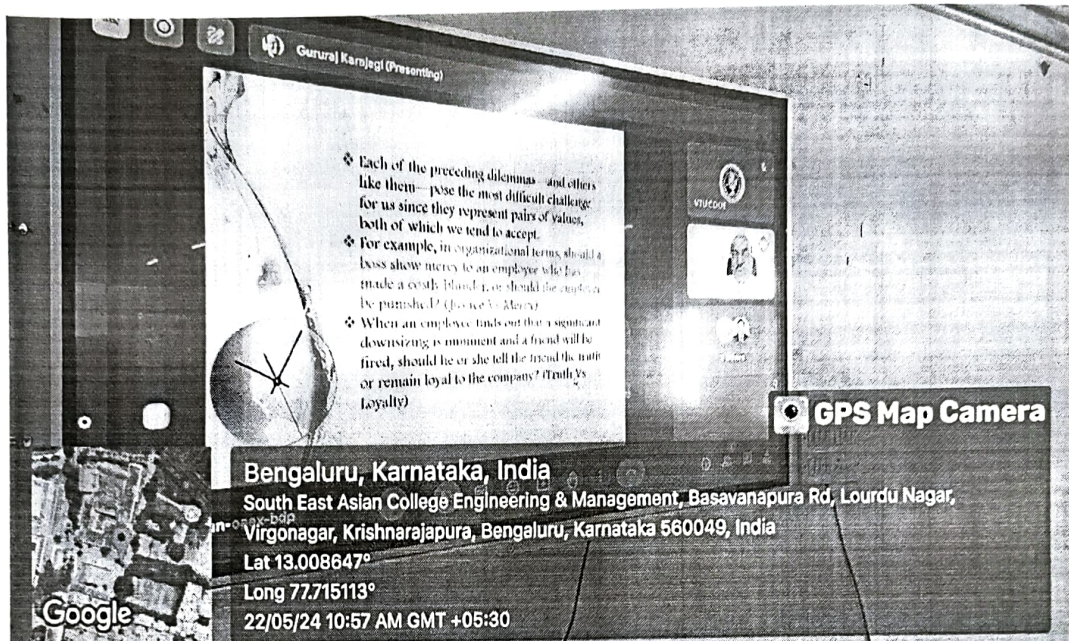 Gururaj Karajagi (Presenting)
❖ Each of the preceding dilemmas—and others
like them—pose the most difficult challenge
for us since they represent pairs of values,
both of which we tend to accept.
❖ For example, in organizational terms, should a
boss show mercy to an employee who has
made a costly blunder, or should the employee
be punished? (Justice Vs Mercy)
❖ When an employee finds out that a significant
downsizing is imminent and a friend will be
fired, should he or she tell the friend the truth
or remain loyal to the company? (Truth Vs
Loyalty)
GPS Map Camera
Bengaluru, Karnataka, India
South East Asian College Engineering & Management, Basavanapura Rd, Lourdu Nagar,
Virgonagar, Krishnarajapura, Bengaluru, Karnataka 560049, India
Lat 13.008647°
Long 77.715113°
22/05/24 10:57 AM GMT +05:30
Google